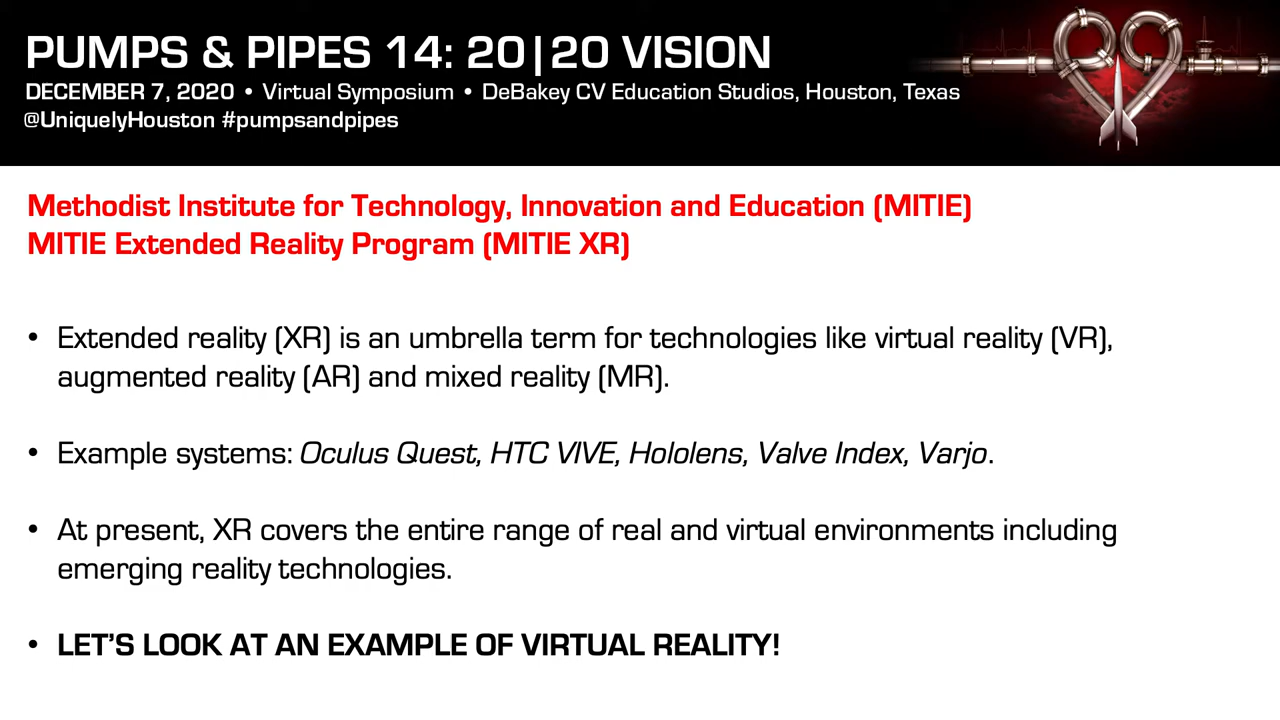 PUMPS & PIPES 14: 20|20 VISION
DECEMBER 7, 2020 • Virtual Symposium • DeBakey CV Education Studios, Houston, Texas
@UniquelyHouston #pumpsandpipes
Methodist Institute for Technology, Innovation and Education (MITIE)
MITIE Extended Reality Program (MITIE XR)
• Extended reality (XR) is an umbrella term for technologies like virtual reality (VR),
augmented reality (AR) and mixed reality (MR).
• Example systems: Oculus Quest, HTC VIVE, Hololens, Valve Index, Varjo.
• At present, XR covers the entire range of real and virtual environments including
emerging reality technologies.
• LET'S LOOK AT AN EXAMPLE OF VIRTUAL REALITY!